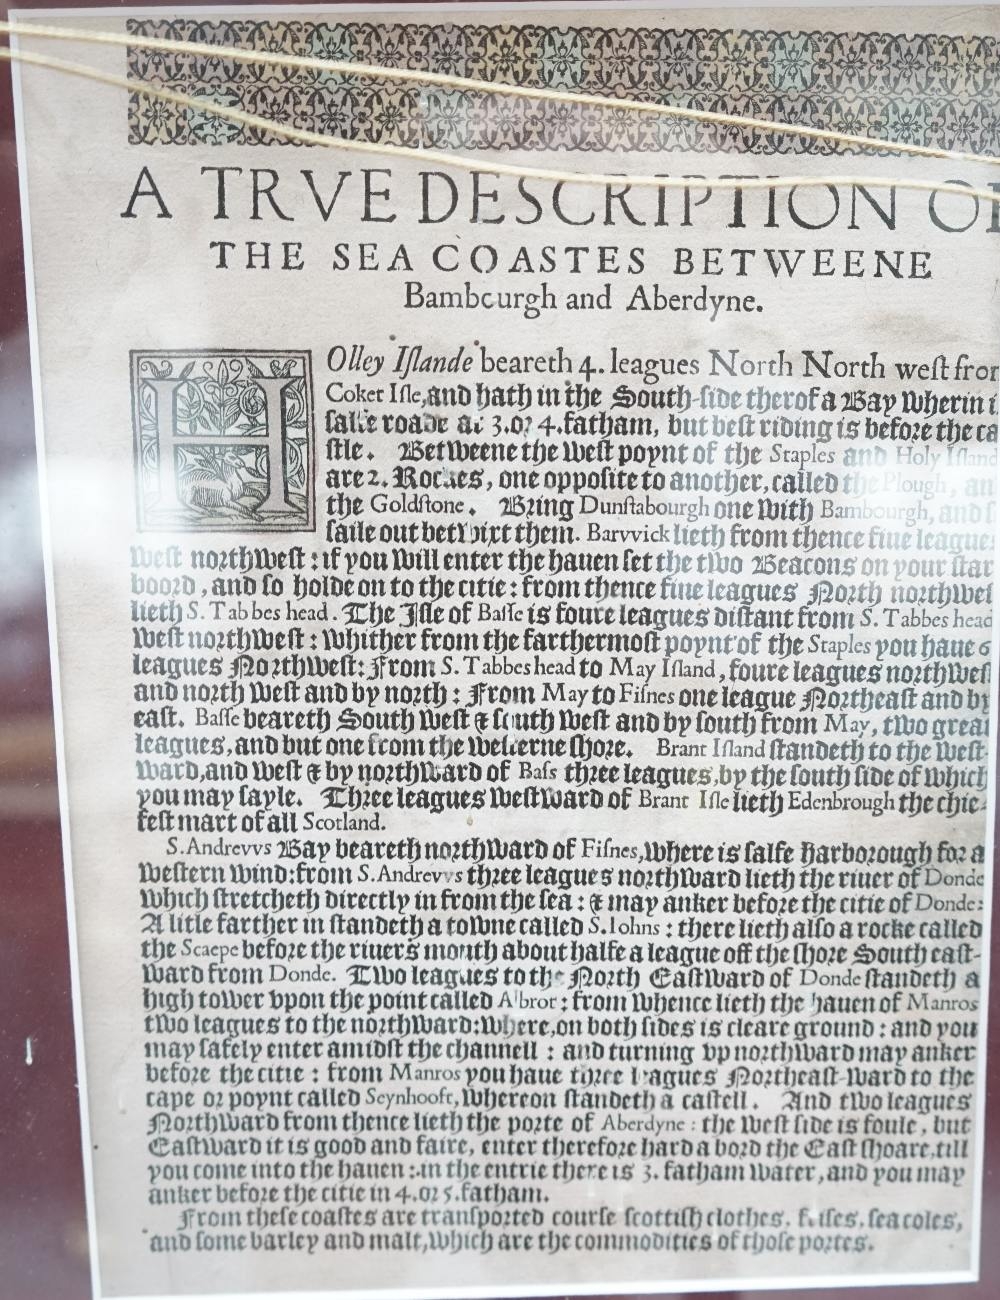 A TRVE DESCRIPTION OF
THE SEA COASTES BETWEENE
Bambourgh and Aberdyne.
HOlley Iſlande beareth 4. leagues North North weſt from
Coket Iſle, and hath in the South-ſide therof a Bay wherin i
ſalfe roade at 3. or 4. fatham, but beſt riding is before the ca
ſtle. Betweene the weſt poynt of the Staples and Holy Iſland
are 2. Rockes, one oppoſite to another, called the Plough, an
the Goldſtone. Bring Dunſtabourgh one with Bambourgh, and ſ
ſaile out betwixt them. Barvvick lieth from thence fiue leagues
weſt northweſt: if you will enter the hauen ſet the two Beacons on your ſtar
boord, and ſo holde on to the citie: from thence fiue leagues North northweſ
lieth S. Tabbes head. The Iſle of Baſſe is foure leagues diſtant from S. Tabbes head
weſt northweſt: whither from the farthermoſt poynt of the Staples you haue 6
leagues Northweſt: From S. Tabbes head to May Iſland, foure leagues northweſ
and north weſt and by north: From May to Fiſnes one league Northeaſt and by
eaſt. Baſſe beareth South weſt & ſouth weſt and by ſouth from May, two great
leagues, and but one from the weſterne ſhore. Brant Iſland ſtandeth to the weſt-
ward, and weſt & by northward of Baſs three leagues, by the ſouth ſide of which
you may ſayle. Three leagues weſtward of Brant Iſle lieth Edenbrough the chie-
feſt mart of all Scotland.
S. Andrevvs Bay beareth northward of Fiſnes, where is ſalfe Harborough for a
weſtern wind: from S. Andrevvs three leagues northward lieth the riuer of Donde
which ſtretcheth directly in from the ſea: & may anker before the citie of Donde:
A litle farther in ſtandeth a towne called S. Iohns: there lieth alſo a rocke called
the Scaepe before the riuers mouth about halfe a league off the ſhore South eaſt-
ward from Donde. Two leagues to the North Eaſtward of Donde ſtandeth a
high tower vpon the point called Albrot: from whence lieth the hauen of Manros
two leagues to the northward: where, on both ſides is cleare ground: and you
may ſafely enter amidſt the channell: and turning vp northward may anker
before the citie: from Manros you haue three leagues Northeaſt-ward to the
cape or poynt called Seynhooft, whereon ſtandeth a caſtell. And two leagues
Northward from thence lieth the porte of Aberdyne: the weſt ſide is foule, but
Eaſtward it is good and faire, enter therefore hard a bord the Eaſt ſhoare, till
you come into the hauen: in the entrie there is 3. fatham water, and you may
anker before the citie in 4. or 5. fatham.
From theſe coaſtes are tranſported courſe ſcottiſh clothes, ſea coles,
and ſome barley and malt, which are the commodities of thoſe portes.